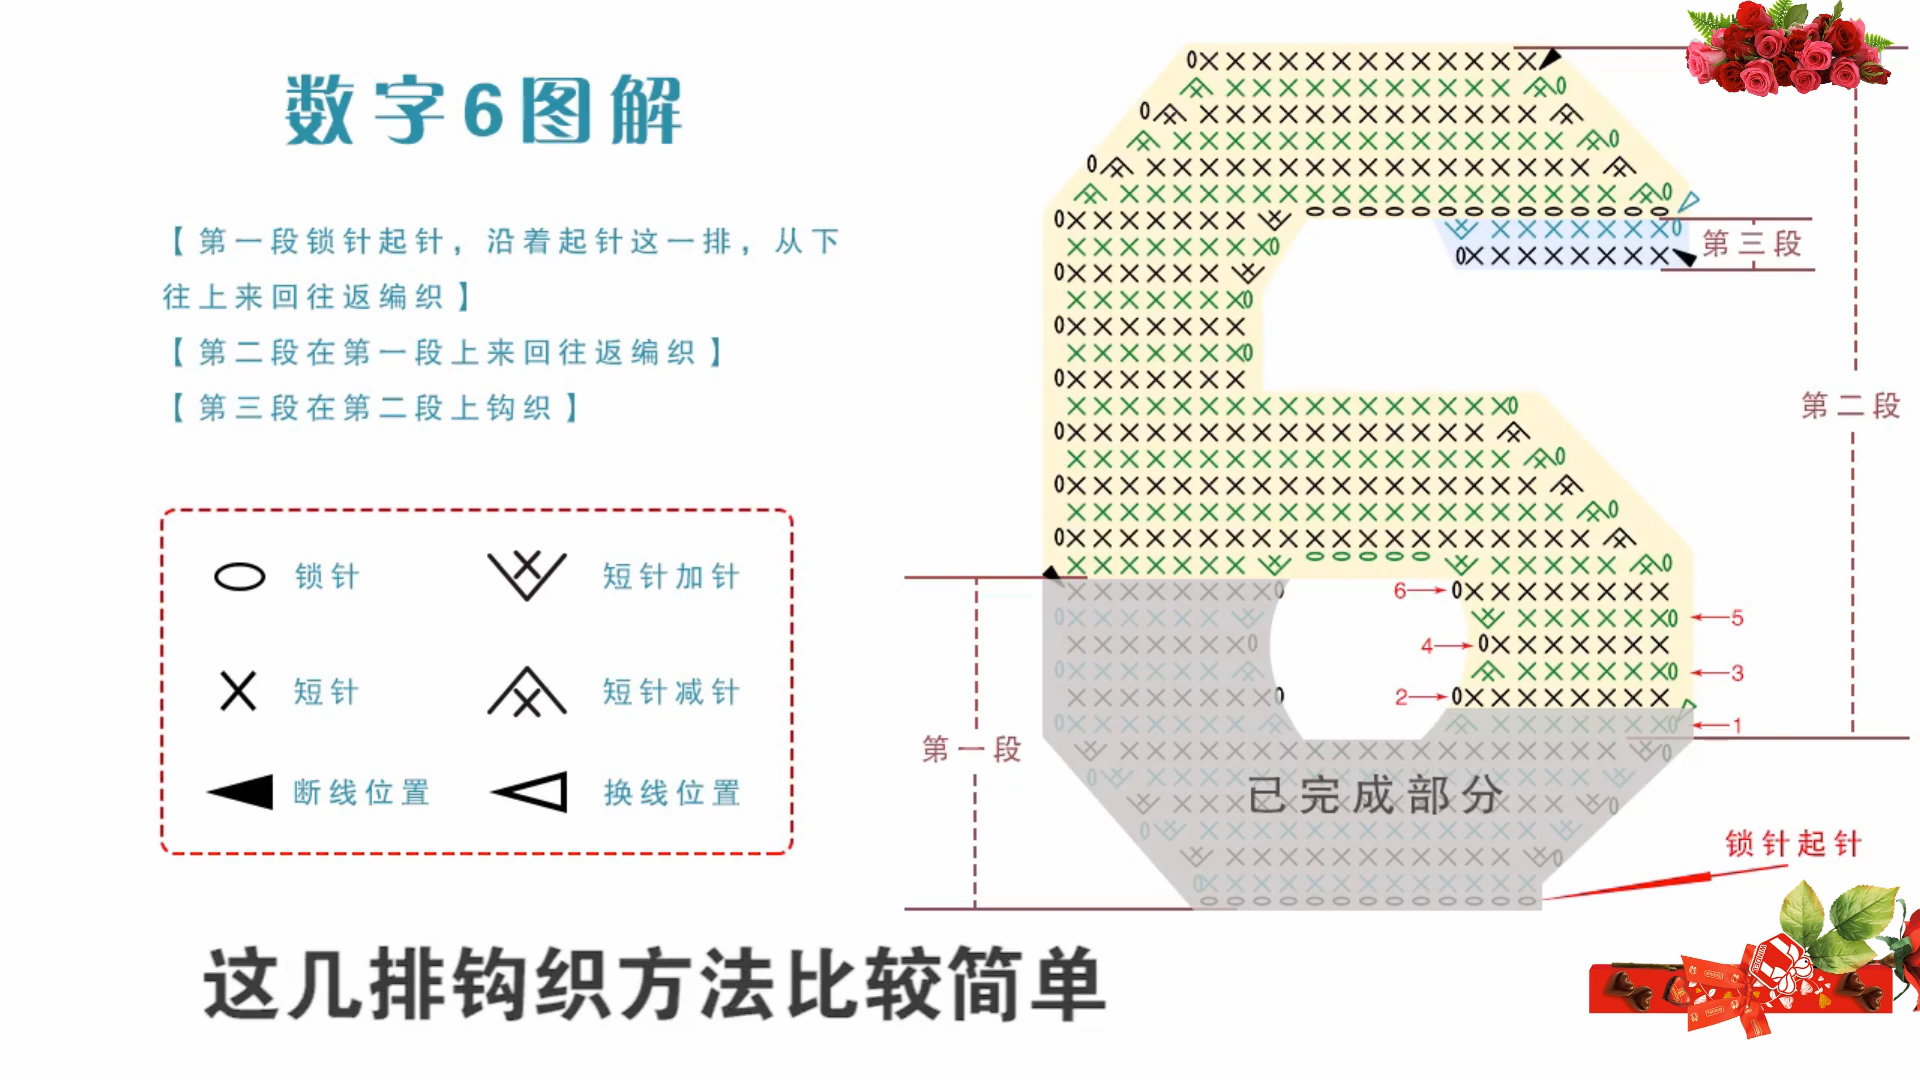 数字6图解
【第一段锁针起针，沿着起针这一排，从下
往上来回往返编织】
【第二段在第一段上来回往返编织】
【第三段在第二段上钩织】
锁针
短针加针
短针
短针减针
断线位置
换线位置
第三段
第二段
6
5
4
3
2
1
第一段
已完成部分
锁针起针
这几排钩织方法比较简单